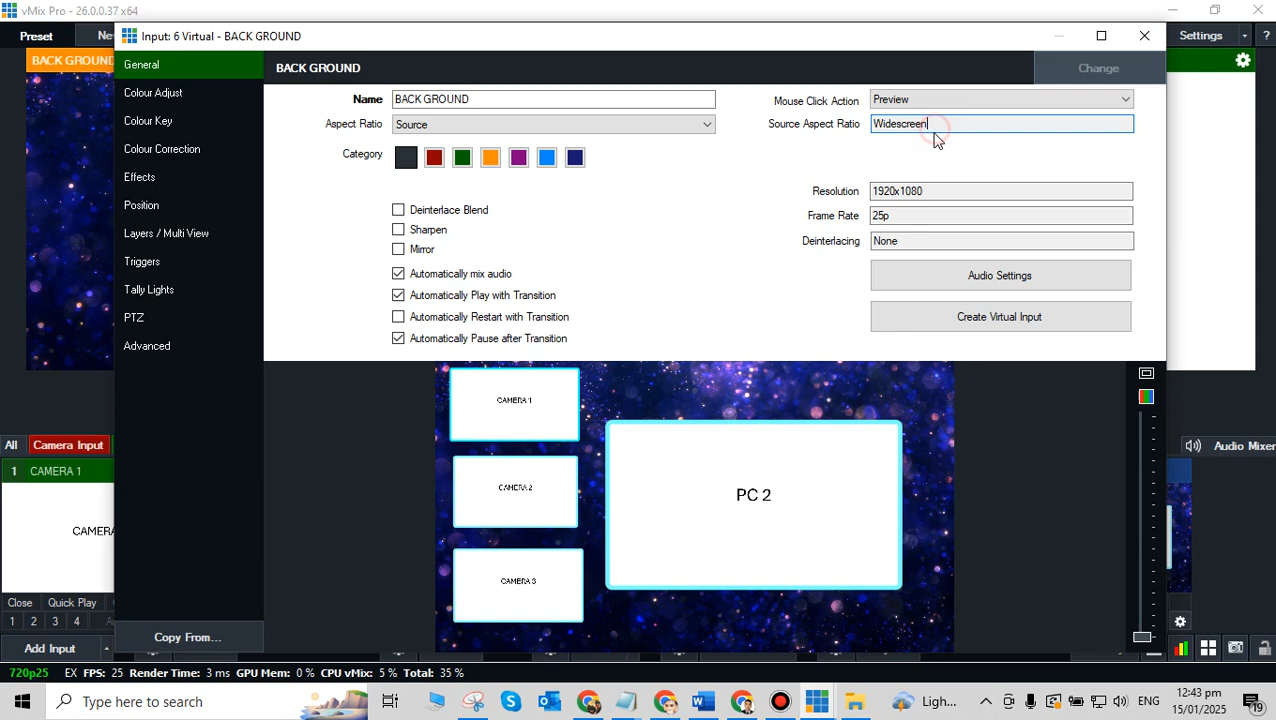 vMix Pro - 26.0.0.37 x64
Preset
Ne
Settings
?
BACK GROUND
Input: 6 Virtual - BACK GROUND
General
Colour Adjust
Colour Key
Colour Correction
Effects
Position
Layers / Multi View
Triggers
Tally Lights
PTZ
Advanced
Copy From...
BACK GROUND
Change
Name
BACK GROUND
Aspect Ratio
Source
Category
Deinterlace Blend
Sharpen
Mirror
Automatically mix audio
Automatically Play with Transition
Automatically Restart with Transition
Automatically Pause after Transition
Mouse Click Action
Preview
Source Aspect Ratio
Widescreen
Resolution
1920x1080
Frame Rate
25p
Deinterlacing
None
Audio Settings
Create Virtual Input
CAMERA 1
CAMERA 2
CAMERA 3
PC 2
All
Camera Input
1 CAMERA 1
CAMERA
Close
Quick Play
1 2 3 4
Add Input
Audio Mixer
720p25 EX FPS: 25 Render Time: 3 ms GPU Mem: 0 % CPU vMix: 5 % Total: 35 %
Type here to search
Ligh...
ENG
12:43 pm
15/01/2025
19